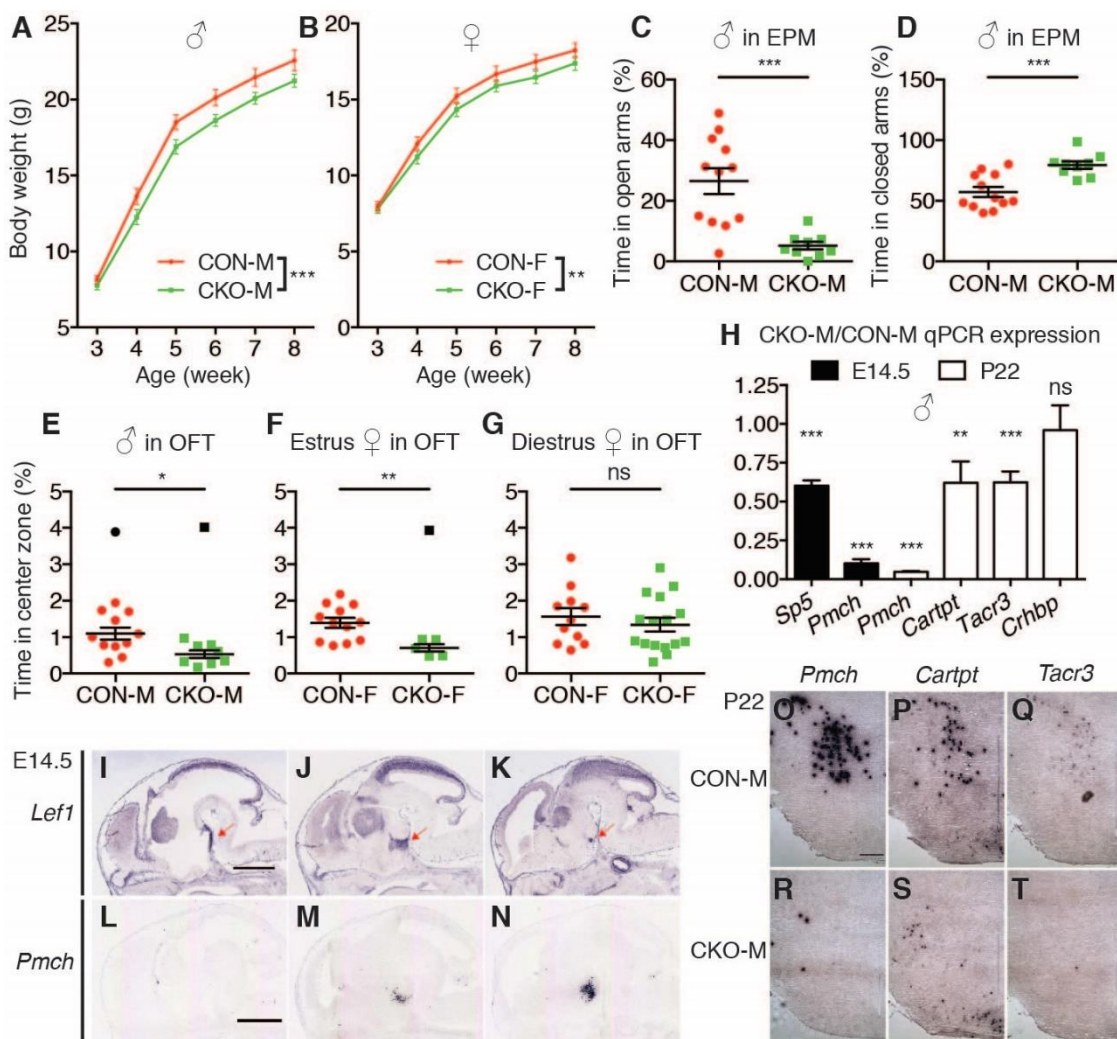 A
♂
Body weight (g)
25
20
15
10
5
3 4 5 6 7 8
Age (week)
CON-M
CKO-M
***
B
♀
20
15
10
5
0
3 4 5 6 7 8
Age (week)
CON-F
CKO-F
**
C
♂ in EPM
***
Time in open arms (%)
60
40
20
0
CON-M CKO-M
D
♂ in EPM
***
Time in closed arms (%)
150
100
50
0
CON-M CKO-M
E
♂ in OFT
*
Time in center zone (%)
5
4
3
2
1
0
CON-M CKO-M
F
Estrus ♀ in OFT
**
5
4
3
2
1
0
CON-F CKO-F
G
Diestrus ♀ in OFT
ns
5
4
3
2
1
0
CON-F CKO-F
H CKO-M/CON-M qPCR expression
E14.5 P22
♂
1.25
1.00
0.75
0.50
0.25
0.00
*** *** *** ** *** ns
Sp5 Pmch Pmch Cartpt Tacr3 Crhbp
E14.5
Lef1
I J K
Pmch
L M N
Pmch Cartpt Tacr3
P22
CON-M
O P Q
CKO-M
R S T